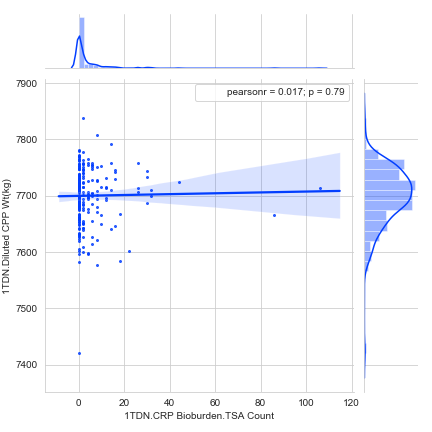 pearsonr = 0.017; p = 0.79
7900
7800
7700
7600
7500
7400
1TDN.Diluted CPP Wt(kg)
0 20 40 60 80 100 120
1TDN.CRP Bioburden.TSA Count